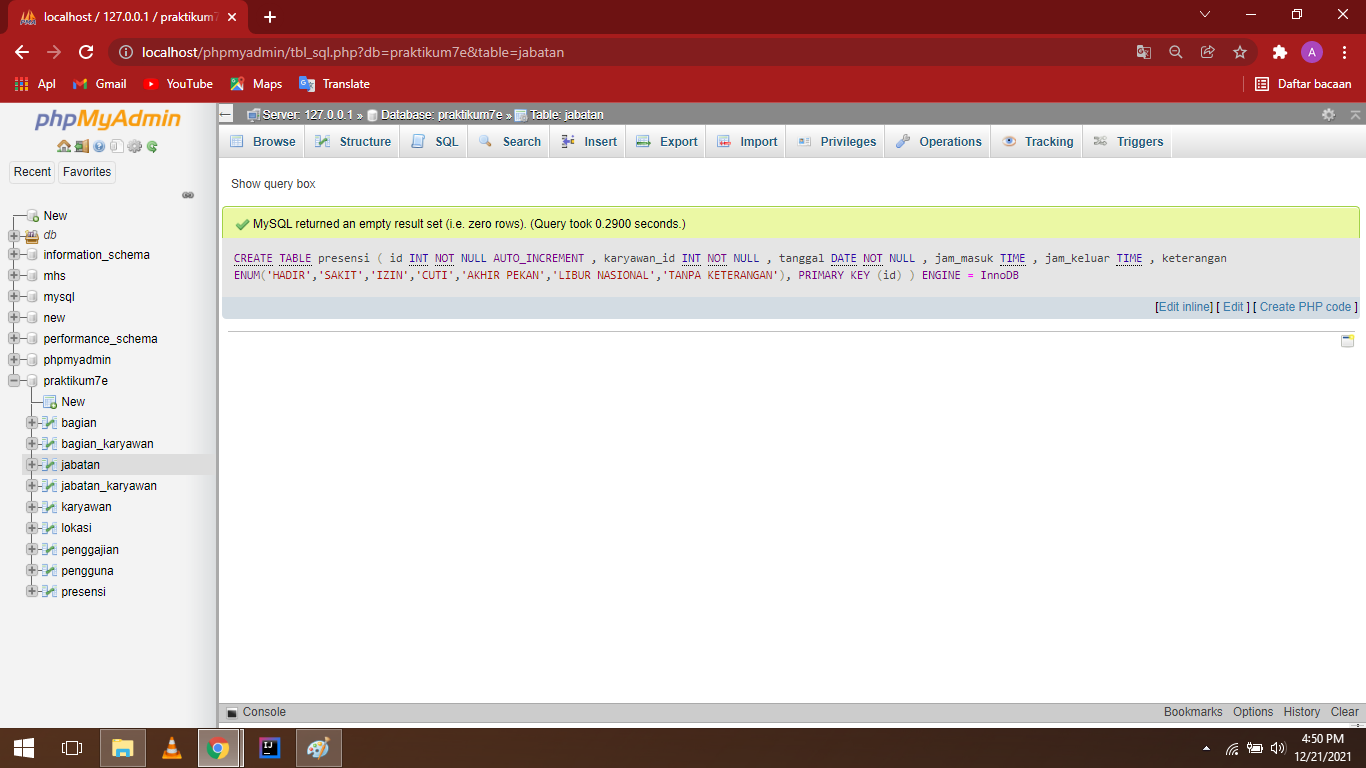 localhost / 127.0.0.1 / praktikum7
localhost/phpmyadmin/tbl_sql.php?db=praktikum7e&table=jabatan
A
Apl Gmail YouTube Maps Translate Daftar bacaan
phpMyAdmin
Recent Favorites
New
db
information_schema
mhs
mysql
new
performance_schema
phpmyadmin
praktikum7e
New
bagian
bagian_karyawan
jabatan
jabatan_karyawan
karyawan
lokasi
penggajian
pengguna
presensi
Server: 127.0.0.1 » Database: praktikum7e » Table: jabatan
Browse Structure SQL Search Insert Export Import Privileges Operations Tracking Triggers
Show query box
MySQL returned an empty result set (i.e. zero rows). (Query took 0.2900 seconds.)
CREATE TABLE presensi ( id INT NOT NULL AUTO_INCREMENT , karyawan_id INT NOT NULL , tanggal DATE NOT NULL , jam_masuk TIME , jam_keluar TIME , keterangan
ENUM('HADIR','SAKIT','IZIN','CUTI','AKHIR PEKAN','LIBUR NASIONAL','TANPA KETERANGAN'), PRIMARY KEY (id) ) ENGINE = InnoDB
[Edit inline] [ Edit ] [ Create PHP code ]
Console Bookmarks Options History Clear
IJ
4:50 PM
12/21/2021